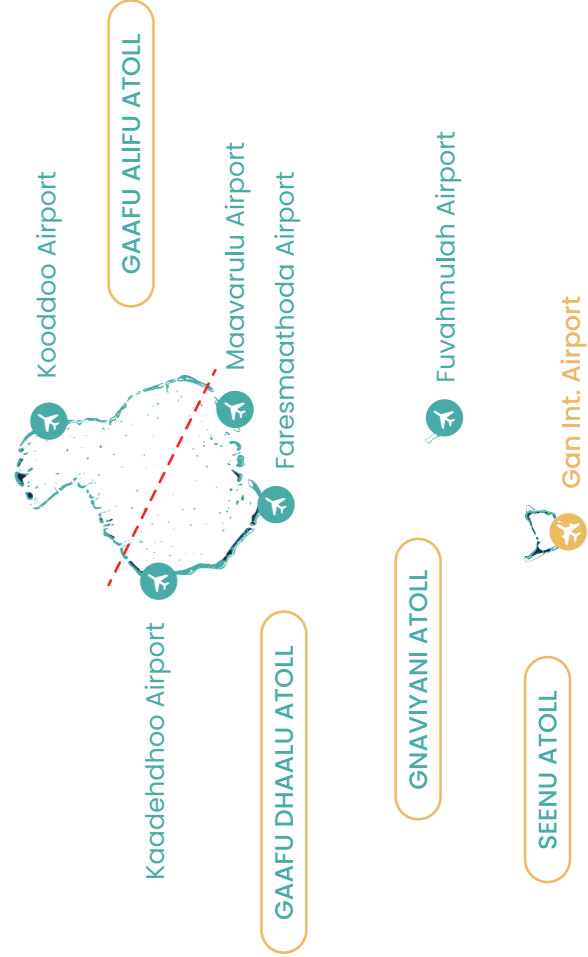 Kooddoo Airport
GAAFU ALIFU ATOLL
Kaadehdhoo Airport
Maavarulu Airport
Faresmaathoda Airport
GAAFU DHAALU ATOLL
Fuvahmulah Airport
GNAVIYANI ATOLL
Gan Int. Airport
SEENU ATOLL